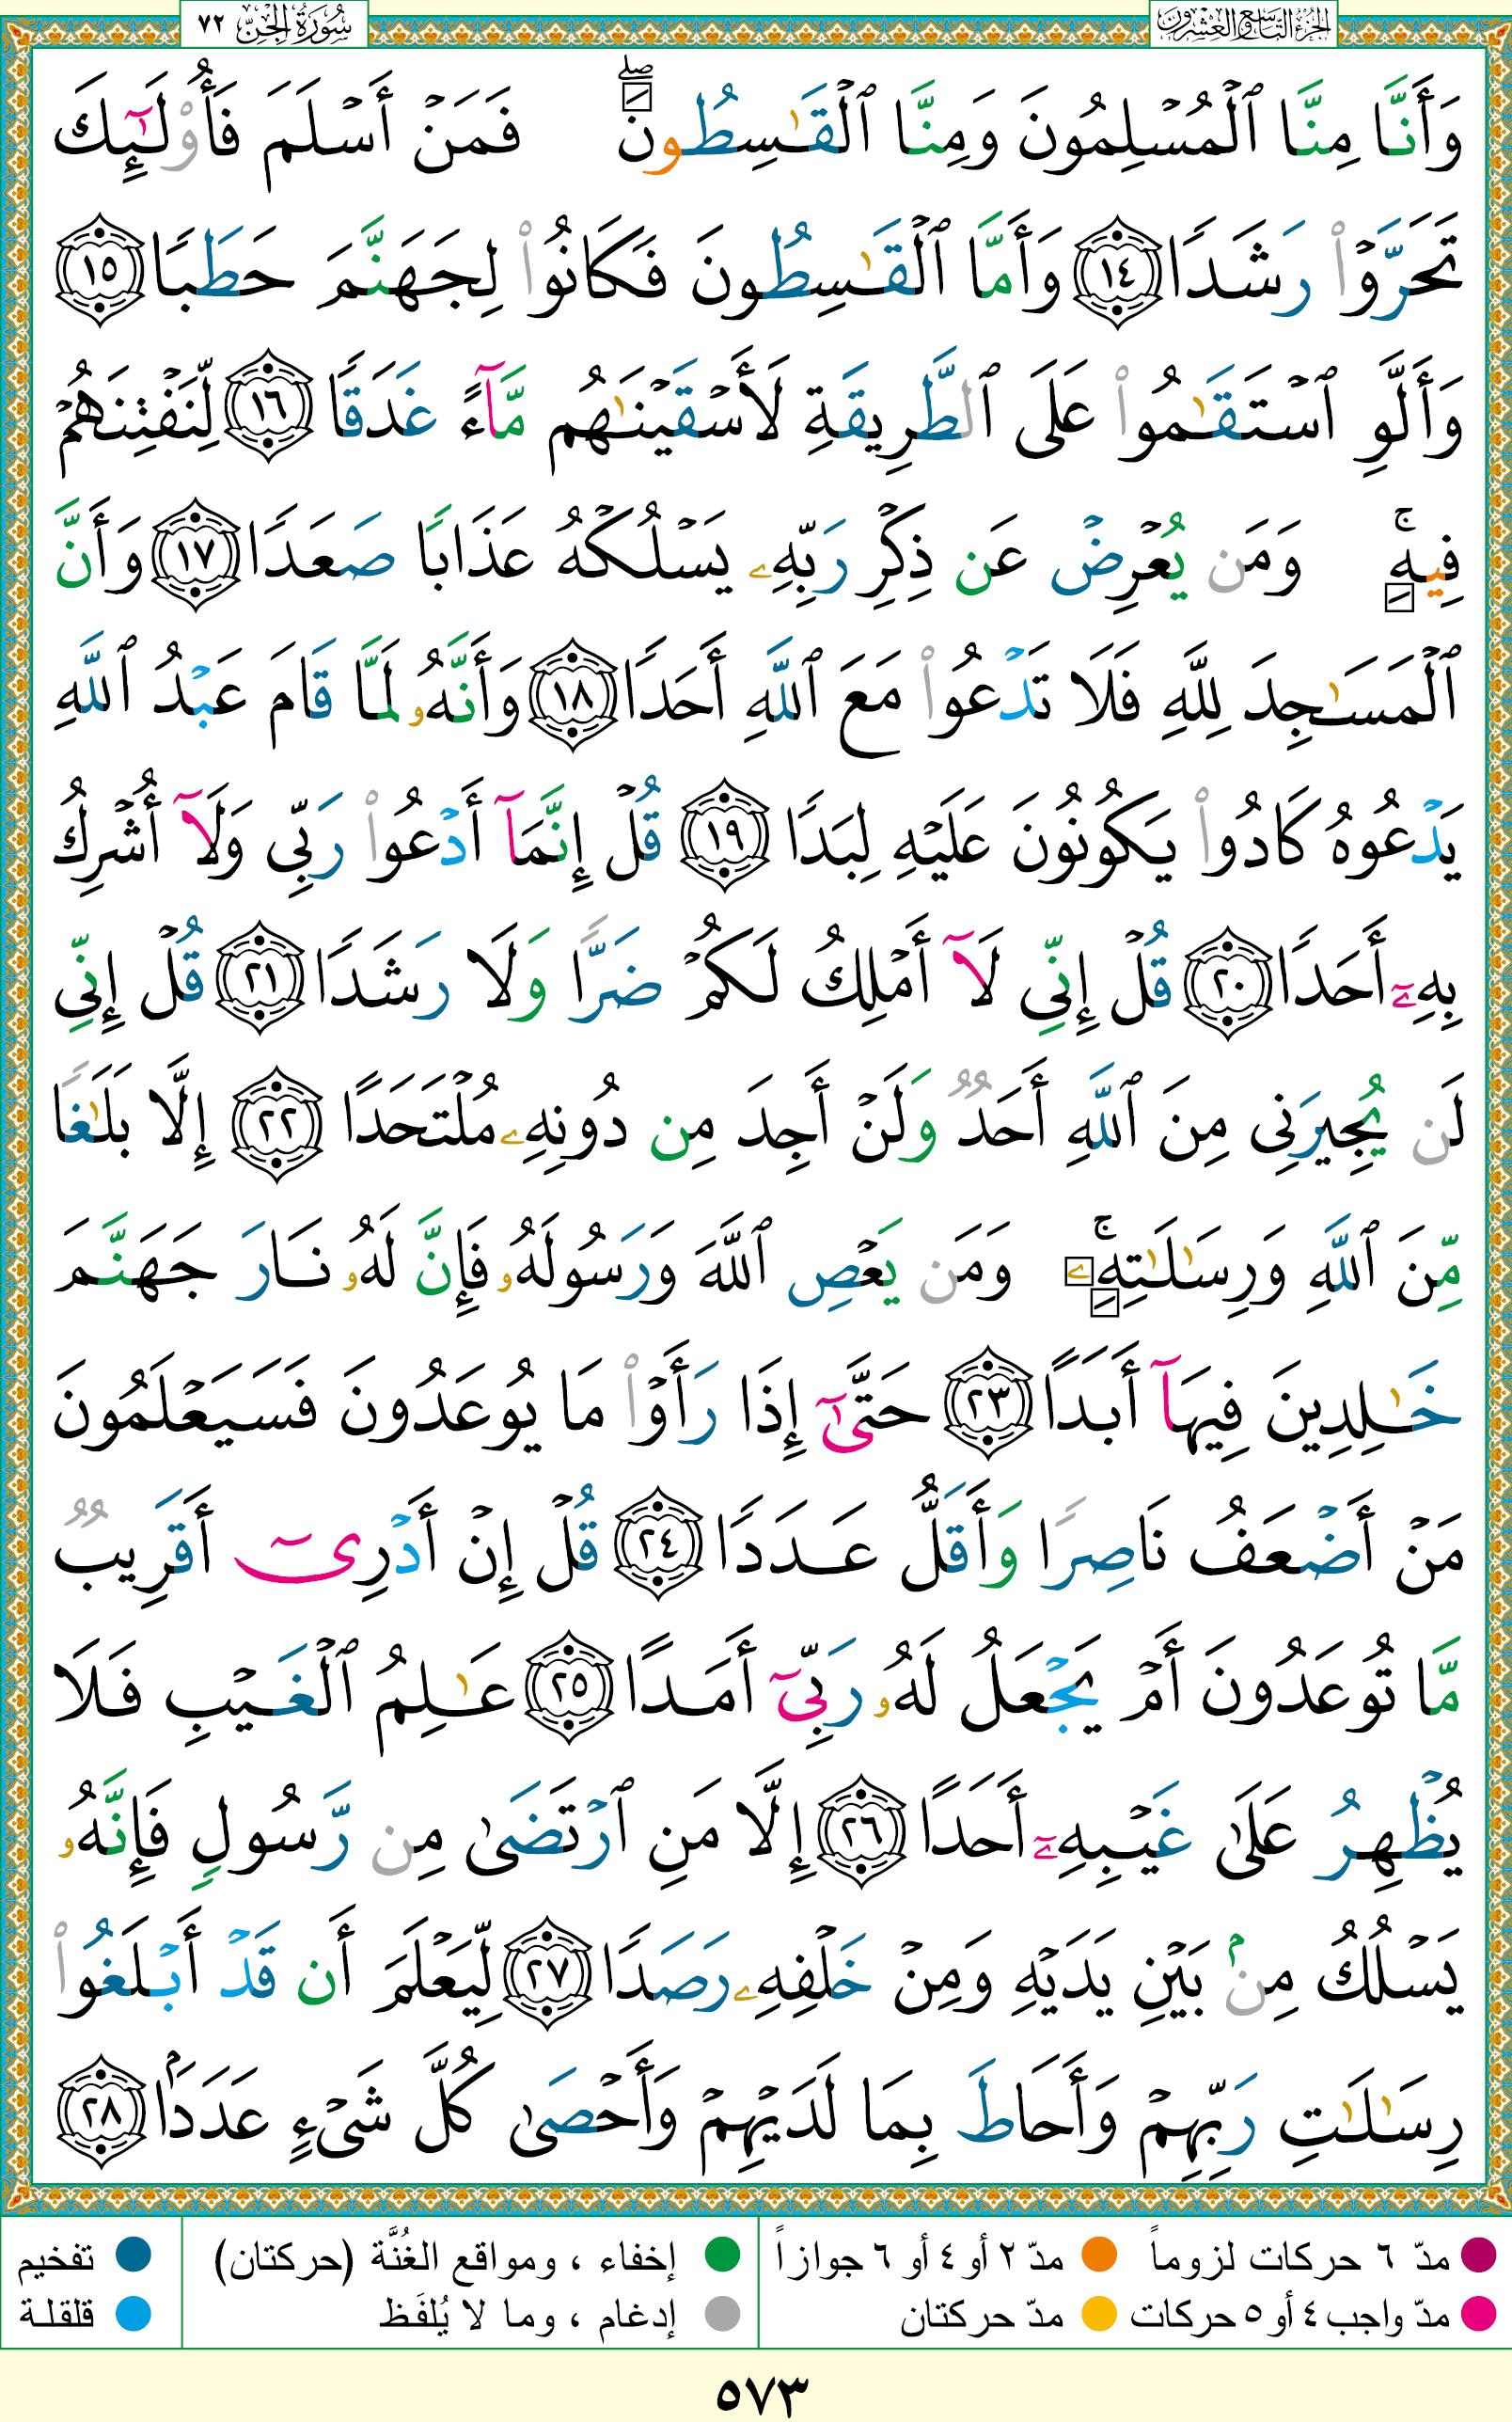 الجزء التاسع والعشرون
سُورَةُ الجِنّ ٧٢
وَأَنَّا مِنَّا ٱلْمُسْلِمُونَ وَمِنَّا ٱلْقَـٰسِطُونَ ۖ فَمَنْ أَسْلَمَ فَأُو۟لَـٰٓئِكَ
تَحَرَّوْا۟ رَشَدًا ١٤ وَأَمَّا ٱلْقَـٰسِطُونَ فَكَانُوا۟ لِجَهَنَّمَ حَطَبًا ١٥
وَأَلَّوِ ٱسْتَقَـٰمُوا۟ عَلَى ٱلطَّرِيقَةِ لَأَسْقَيْنَـٰهُم مَّآءً غَدَقًا ١٦ لِّنَفْتِنَهُمْ
فِيهِ ۚ وَمَن يُعْرِضْ عَن ذِكْرِ رَبِّهِۦ يَسْلُكْهُ عَذَابًا صَعَدًا ١٧ وَأَنَّ
ٱلْمَسَـٰجِدَ لِلَّهِ فَلَا تَدْعُوا۟ مَعَ ٱللَّهِ أَحَدًا ١٨ وَأَنَّهُۥ لَمَّا قَامَ عَبْدُ ٱللَّهِ
يَدْعُوهُ كَادُوا۟ يَكُونُونَ عَلَيْهِ لِبَدًا ١٩ قُلْ إِنَّمَآ أَدْعُوا۟ رَبِّى وَلَآ أُشْرِكُ
بِهِۦٓ أَحَدًا ٢٠ قُلْ إِنِّى لَآ أَمْلِكُ لَكُمْ ضَرًّا وَلَا رَشَدًا ٢١ قُلْ إِنِّى
لَن يُجِيرَنِى مِنَ ٱللَّهِ أَحَدٌ وَلَنْ أَجِدَ مِن دُونِهِۦ مُلْتَحَدًا ٢٢ إِلَّا بَلَـٰغًا
مِّنَ ٱللَّهِ وَرِسَـٰلَـٰتِهِۦ ۚ وَمَن يَعْصِ ٱللَّهَ وَرَسُولَهُۥ فَإِنَّ لَهُۥ نَارَ جَهَنَّمَ
خَـٰلِدِينَ فِيهَآ أَبَدًا ٢٣ حَتَّىٰٓ إِذَا رَأَوْا۟ مَا يُوعَدُونَ فَسَيَعْلَمُونَ
مَنْ أَضْعَفُ نَاصِرًا وَأَقَلُّ عَدَدًا ٢٤ قُلْ إِنْ أَدْرِىٓ أَقَرِيبٌ
مَّا تُوعَدُونَ أَمْ يَجْعَلُ لَهُۥ رَبِّىٓ أَمَدًا ٢٥ عَـٰلِمُ ٱلْغَيْبِ فَلَا
يُظْهِرُ عَلَىٰ غَيْبِهِۦٓ أَحَدًا ٢٦ إِلَّا مَنِ ٱرْتَضَىٰ مِن رَّسُولٍ فَإِنَّهُۥ
يَسْلُكُ مِنۢ بَيْنِ يَدَيْهِ وَمِنْ خَلْفِهِۦ رَصَدًا ٢٧ لِّيَعْلَمَ أَن قَدْ أَبْلَغُوا۟
رِسَـٰلَـٰتِ رَبِّهِمْ وَأَحَاطَ بِمَا لَدَيْهِمْ وَأَحْصَىٰ كُلَّ شَىْءٍ عَدَدَۢا ٢٨
مدّ ٦ حركات لزوماً مدّ ٢ أو ٤ أو ٦ جوازاً إخفاء ، ومواقع الغُنَّة (حركتان) تفخيم
مدّ واجب ٤ أو ٥ حركات مدّ حركتان إدغام ، وما لا يُلفَظ قلقلة
٥٧٣